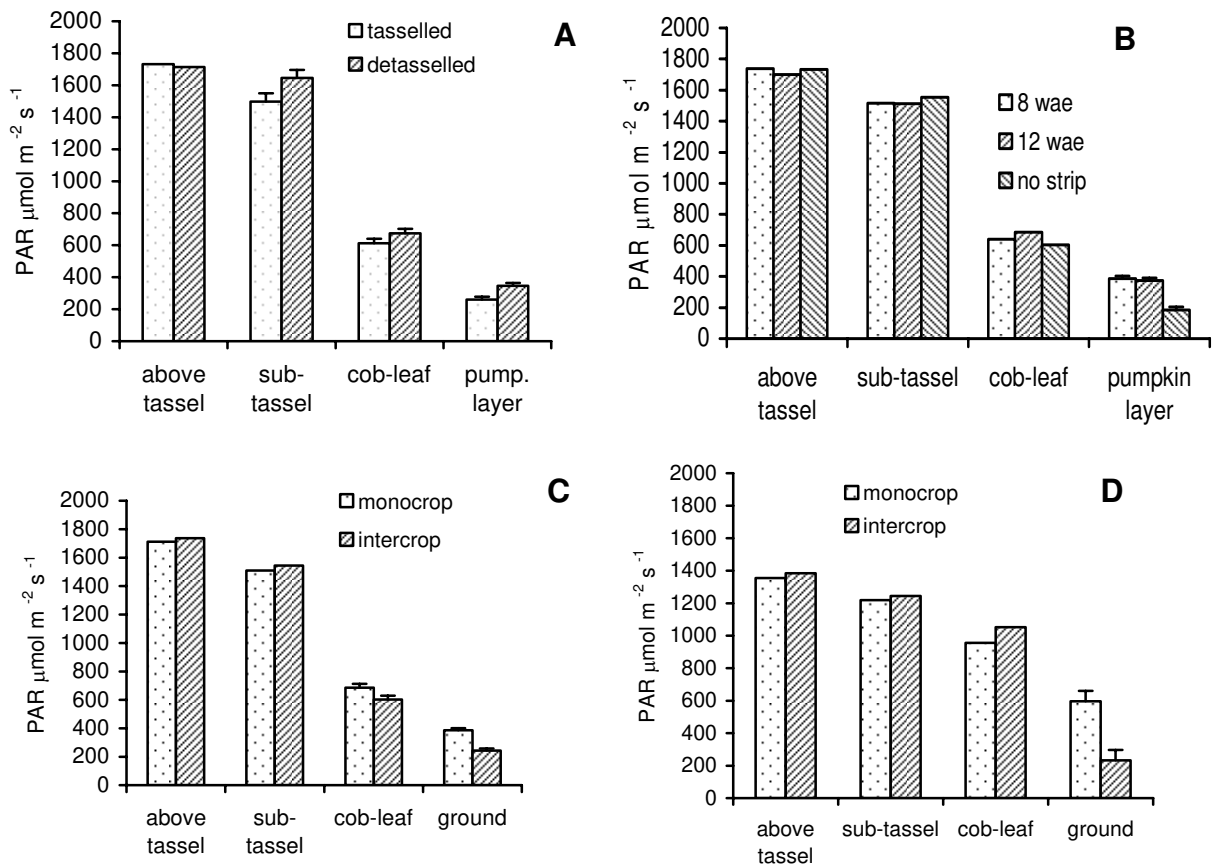 A
PAR μmol m⁻² s⁻¹
2000
1800
1600
1400
1200
1000
800
600
400
200
0
tasselled
detasselled
above tassel
sub-tassel
cob-leaf
pump. layer
B
PAR μmol m⁻² s⁻¹
2000
1800
1600
1400
1200
1000
800
600
400
200
0
8 wae
12 wae
no strip
above tassel
sub-tassel
cob-leaf
pumpkin layer
C
PAR μmol m⁻² s⁻¹
2000
1800
1600
1400
1200
1000
800
600
400
200
0
monocrop
intercrop
above tassel
sub-tassel
cob-leaf
ground
D
PAR μmol m⁻² s⁻¹
2000
1800
1600
1400
1200
1000
800
600
400
200
0
monocrop
intercrop
above tassel
sub-tassel
cob-leaf
ground